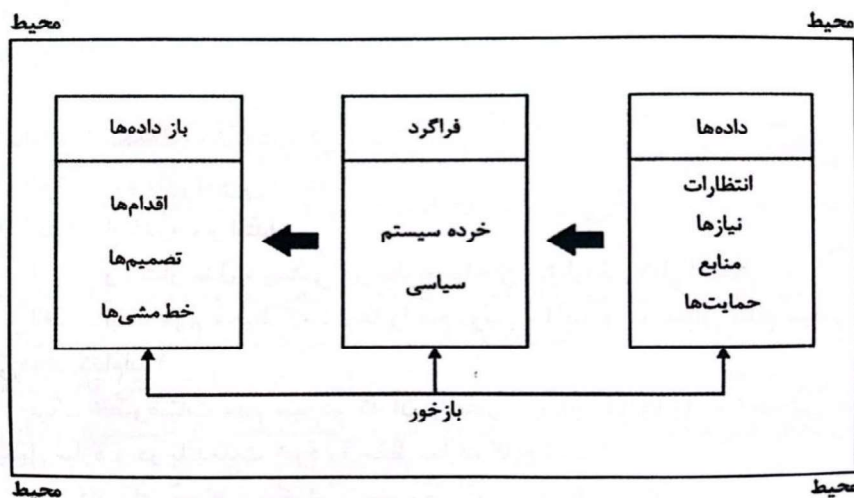 محیط
محیط
داده‌ها
انتظارات
نیازها
منابع
حمایت‌ها
فراگرد
خرده سیستم
سیاسی
باز داده‌ها
اقدام‌ها
تصمیم‌ها
خط‌مشی‌ها
بازخور
محیط
محیط